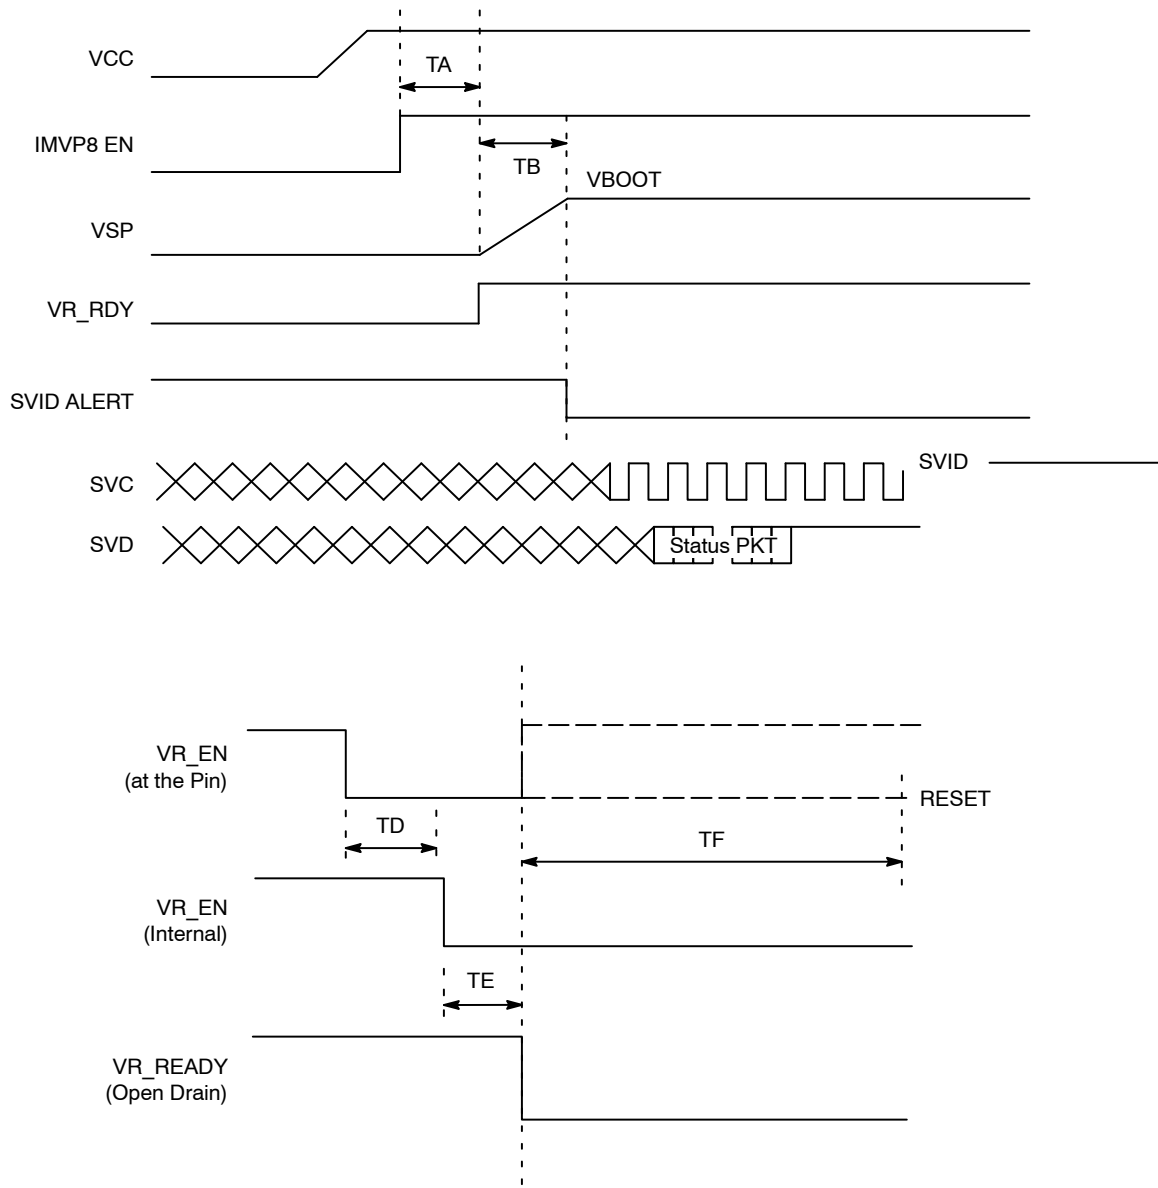 VCC
TA
IMVP8 EN
TB
VBOOT
VSP
VR_RDY
SVID ALERT
SVC
SVID
SVD
Status PKT
VR_EN
(at the Pin)
RESET
TD
TF
VR_EN
(Internal)
TE
VR_READY
(Open Drain)